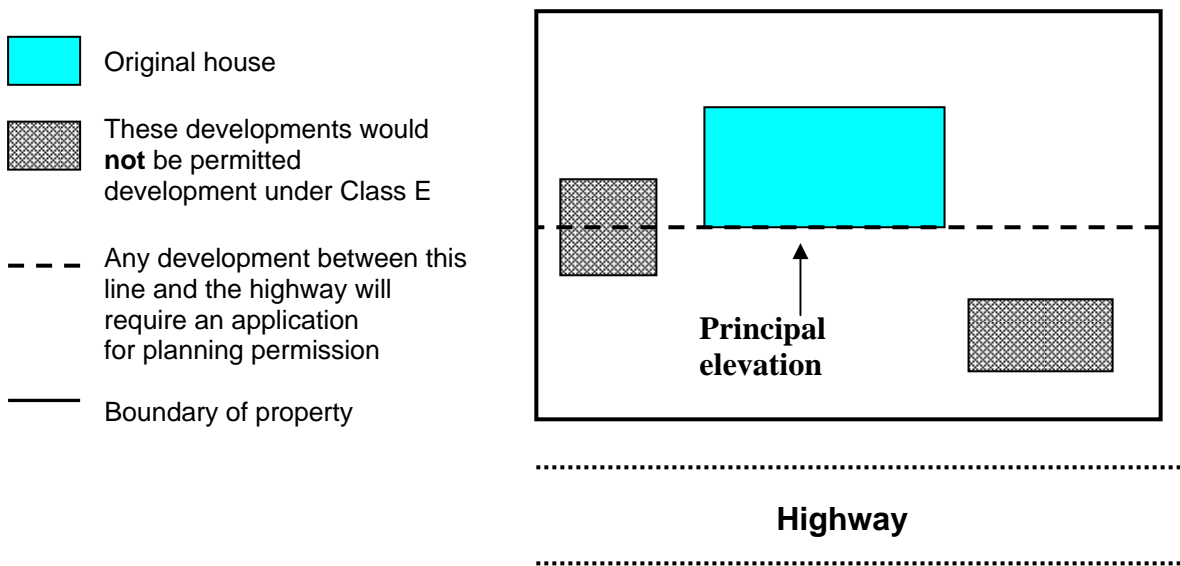 Original house
These developments would
not be permitted
development under Class E
Any development between this
line and the highway will
require an application
for planning permission
Boundary of property
Principal
elevation
Highway